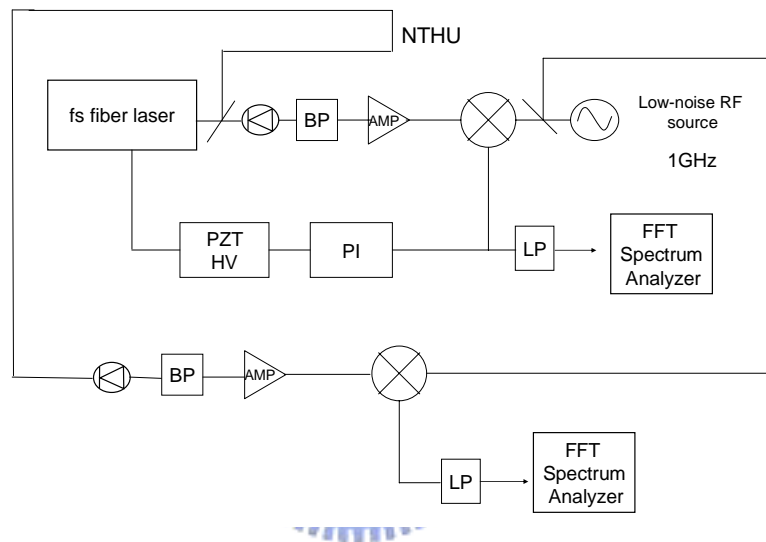 NTHU
fs fiber laser
BP
AMP
Low-noise RF
source
1GHz
PZT
HV
PI
LP
FFT
Spectrum
Analyzer
BP
AMP
LP
FFT
Spectrum
Analyzer